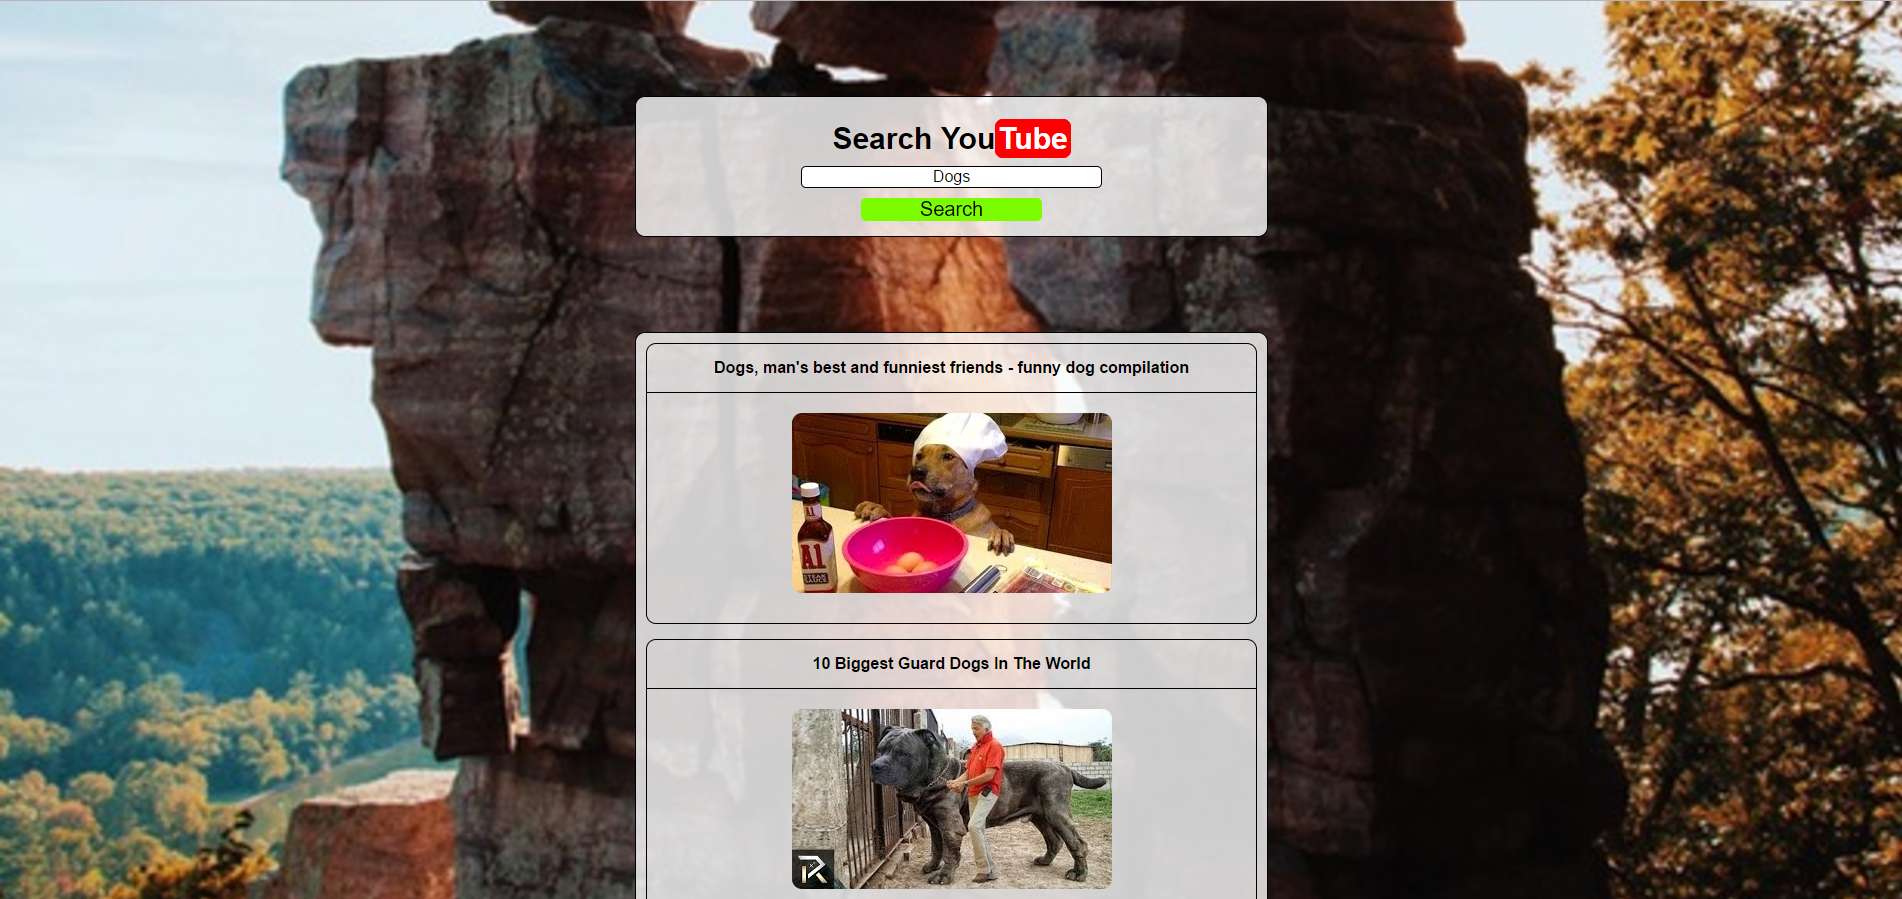 Search YouTube
Dogs
Search
Dogs, man's best and funniest friends - funny dog compilation
A1
STEAK
SAUCE
10 Biggest Guard Dogs In The World
R